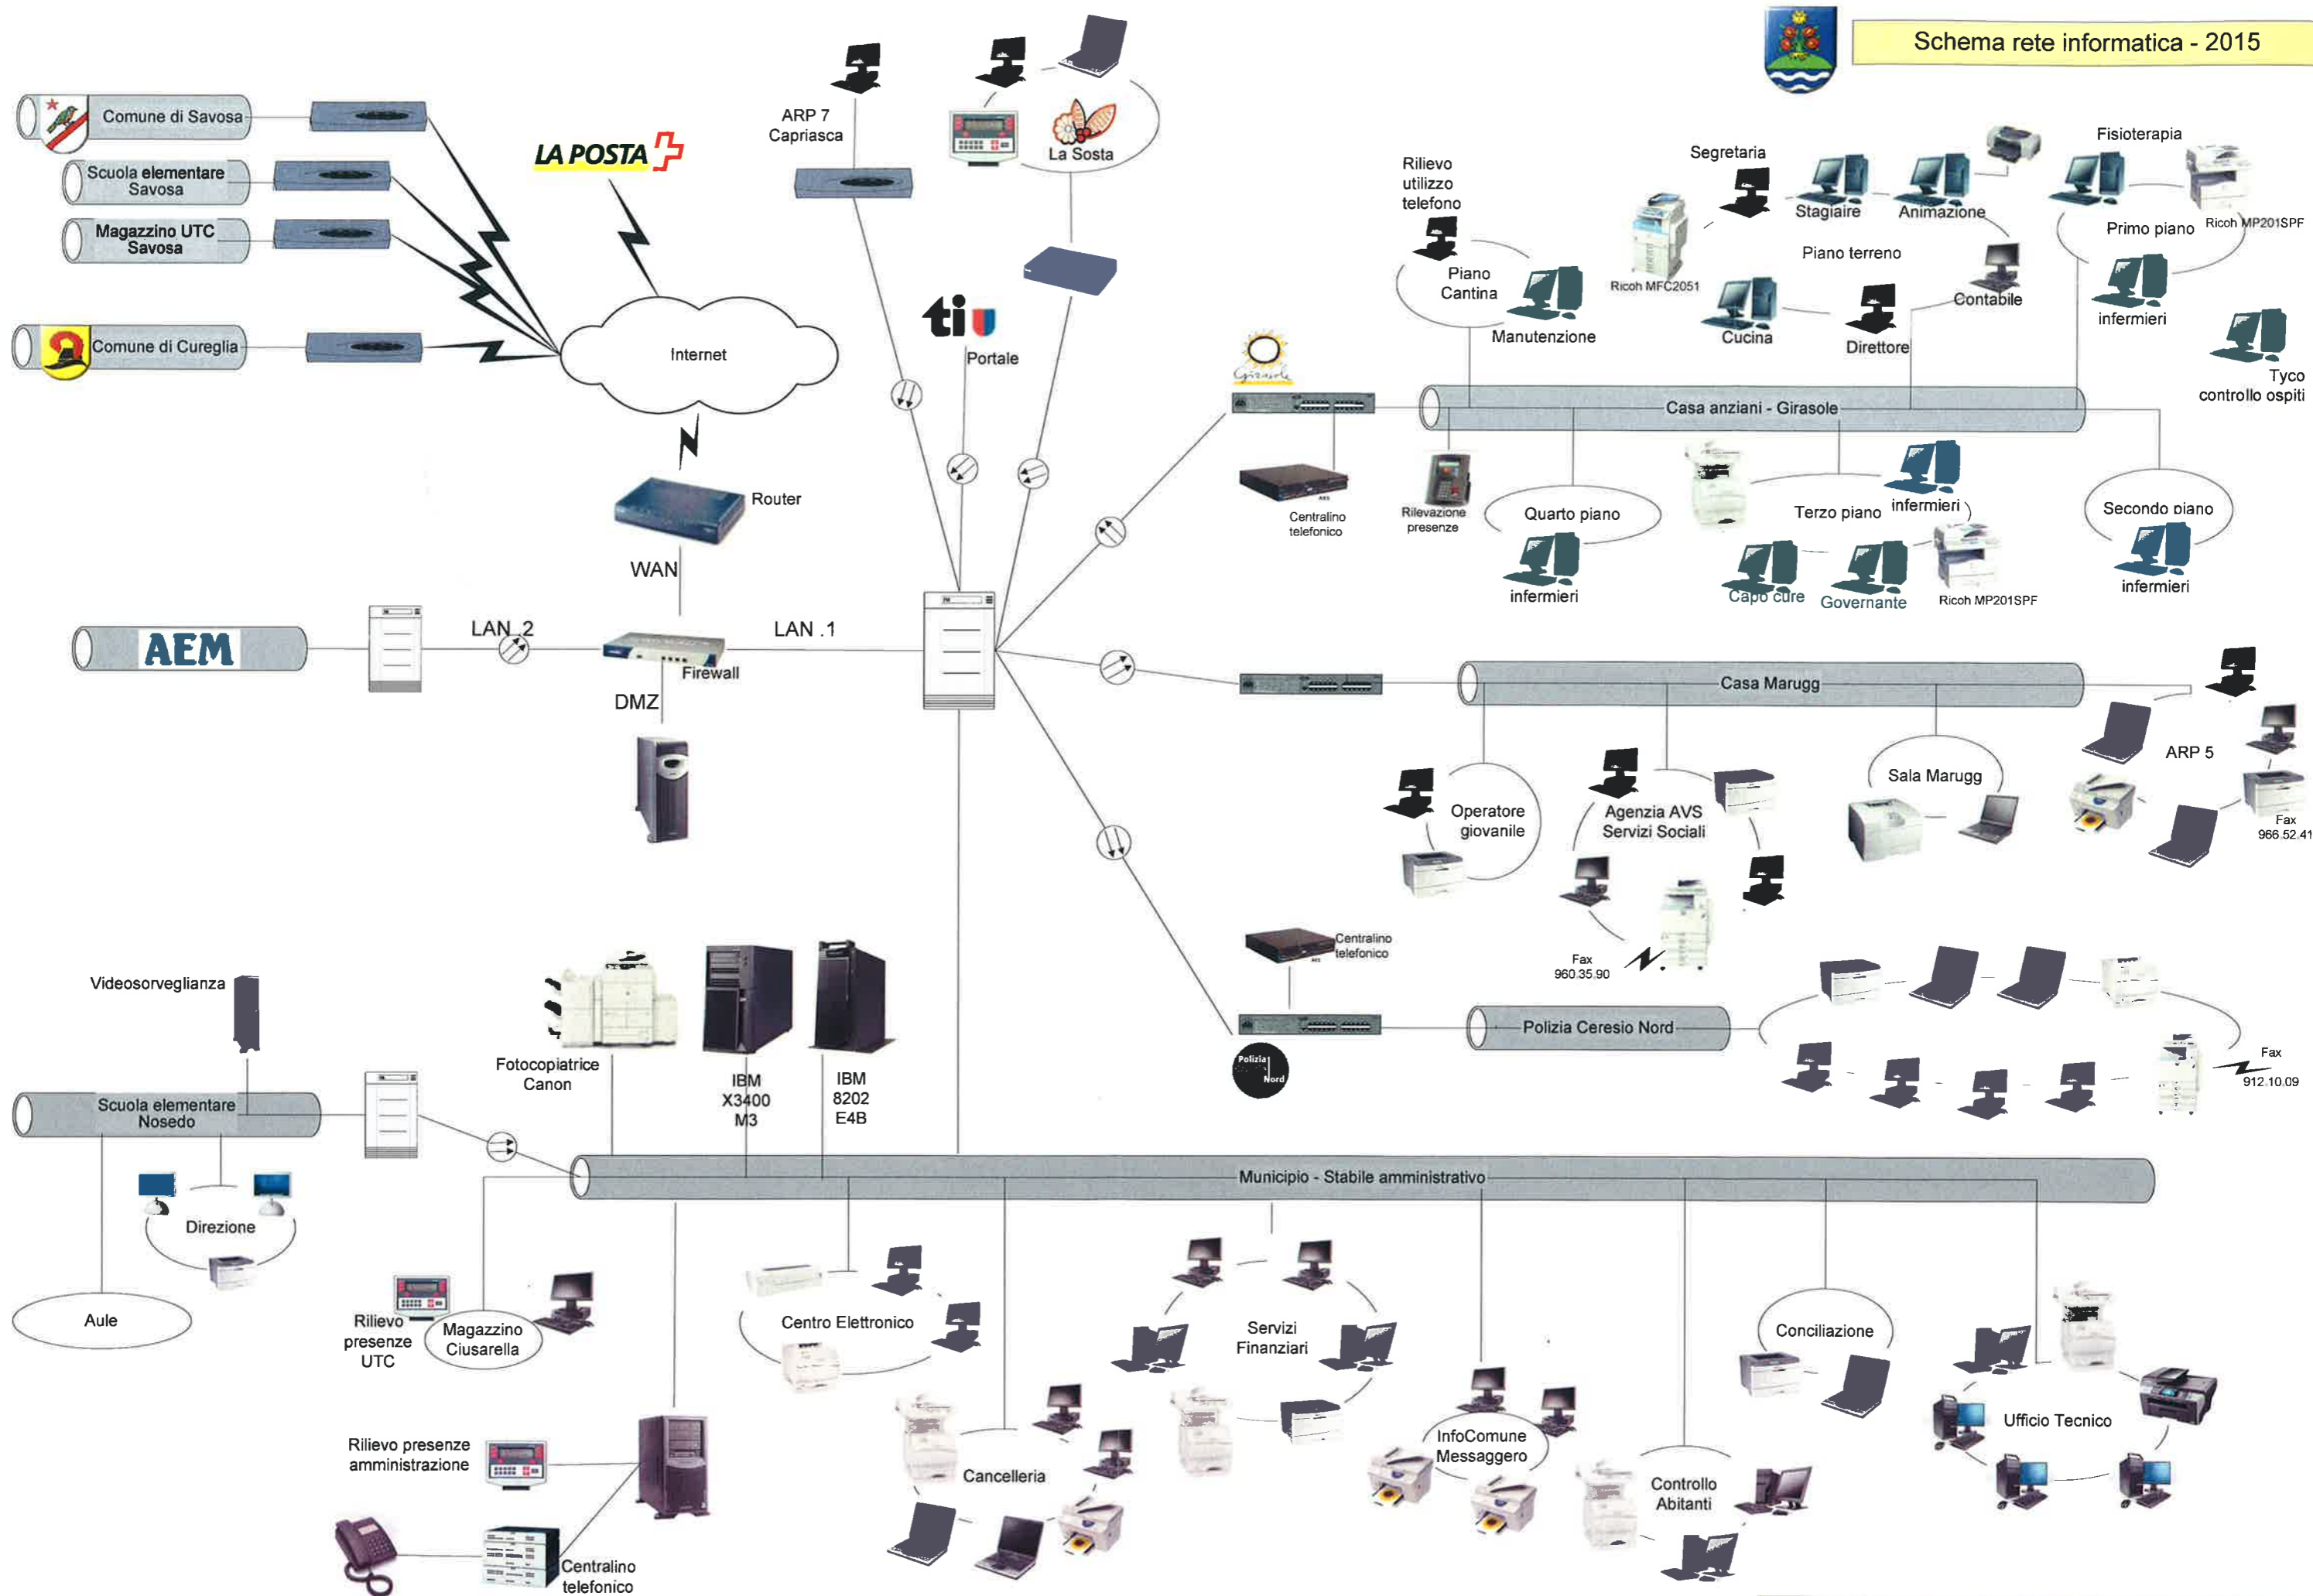 Schema rete informatica - 2015
Comune di Savosa
Scuola elementare
Savosa
Magazzino UTC
Savosa
Comune di Cureglia
LA POSTA
Internet
ARP 7
Capriasca
La Sosta
ti
Portale
Router
WAN
LAN .2
LAN .1
Firewall
DMZ
AEM
Girasole
Rilievo
utilizzo
telefono
Piano
Cantina
Manutenzione
Segretaria
Stagiaire
Animazione
Ricoh MFC2051
Piano terreno
Cucina
Direttore
Contabile
Fisioterapia
Primo piano
Ricoh MP201SPF
infermieri
Tyco
controllo ospiti
Casa anziani - Girasole
Centralino
telefonico
Rilevazione
presenze
Quarto piano
infermieri
Terzo piano
infermieri
Capo cure
Governante
Ricoh MP201SPF
Secondo piano
infermieri
Casa Marugg
Operatore
giovanile
Agenzia AVS
Servizi Sociali
Fax
960.35.90
Sala Marugg
ARP 5
Fax
966.52.41
Centralino
telefonico
Polizia
Nord
Polizia Ceresio Nord
Fax
912.10.09
Videosorveglianza
Scuola elementare
Nosedo
Direzione
Aule
Fotocopiatrice
Canon
IBM
X3400
M3
IBM
8202
E4B
Municipio - Stabile amministrativo
Rilievo
presenze
UTC
Magazzino
Ciusarella
Rilievo presenze
amministrazione
Centralino
telefonico
Centro Elettronico
Cancelleria
Servizi
Finanziari
InfoComune
Messaggero
Controllo
Abitanti
Conciliazione
Ufficio Tecnico